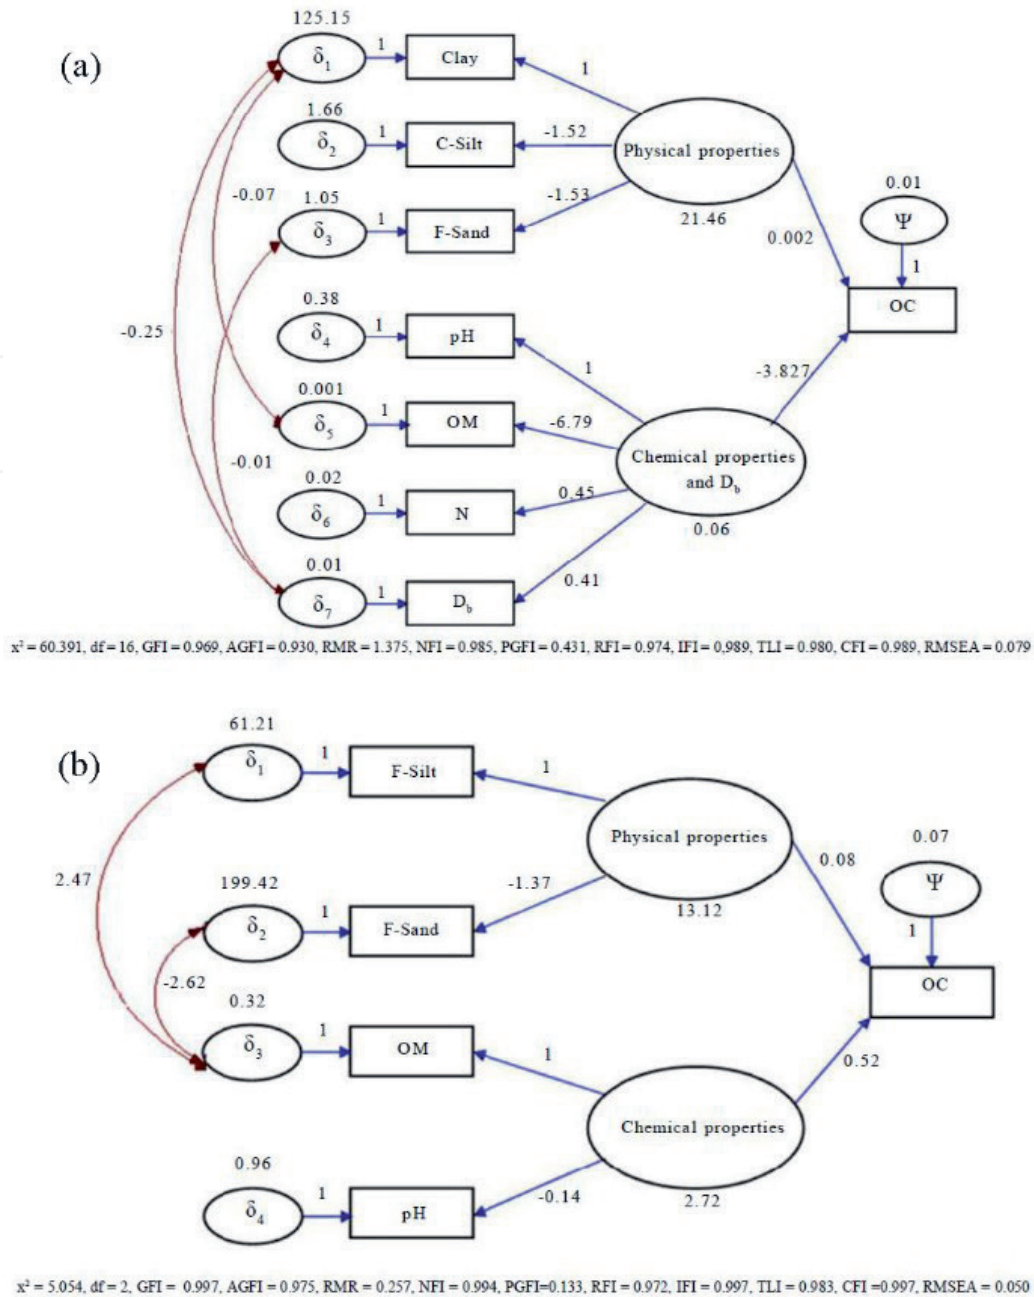 (a)
125.15
δ1
1
Clay
1
1.66
δ2
1
C-Silt
-1.52
Physical properties
21.46
-0.07
1.05
δ3
1
F-Sand
-1.53
0.002
0.01
Ψ
1
OC
-0.25
0.38
δ4
1
pH
1
-3.827
0.001
δ5
1
OM
-6.79
Chemical properties
and Db
0.06
-0.01
0.02
δ6
1
N
0.45
0.01
δ7
1
Db
0.41
x² = 60.391, df = 16, GFI = 0.969, AGFI = 0.930, RMR = 1.375, NFI = 0.985, PGFI = 0.431, RFI = 0.974, IFI = 0,989, TLI = 0.980, CFI = 0.989, RMSEA = 0.079
(b)
61.21
δ1
1
F-Silt
1
Physical properties
13.12
0.08
0.07
Ψ
1
OC
2.47
199.42
δ2
1
F-Sand
-1.37
-2.62
0.32
δ3
1
OM
1
Chemical properties
2.72
0.52
0.96
δ4
1
pH
-0.14
x² = 5.054, df = 2, GFI = 0.997, AGFI = 0.975, RMR = 0.257, NFI = 0.994, PGFI=0.133, RFI = 0.972, IFI = 0.997, TLI = 0.983, CFI =0.997, RMSEA = 0.050